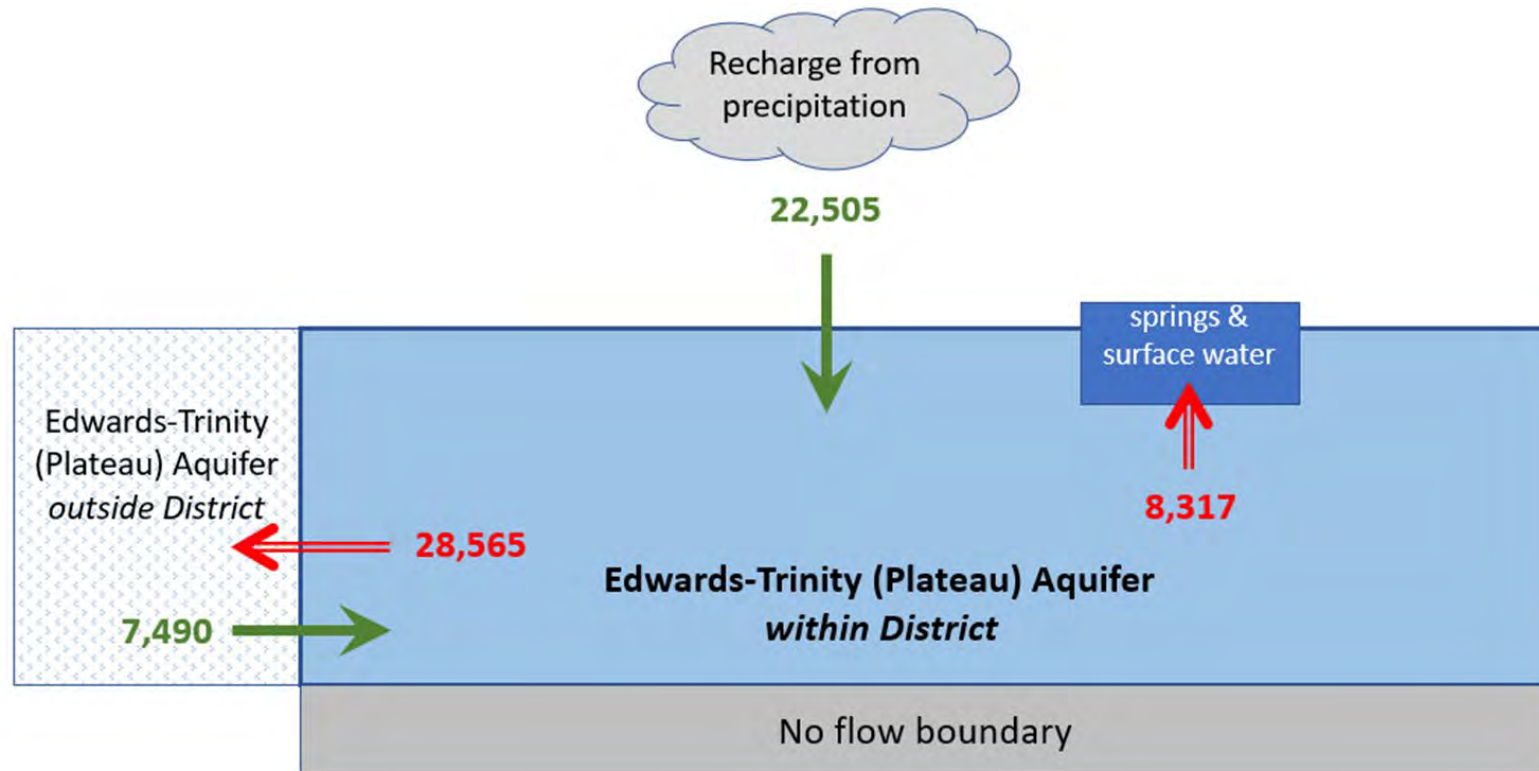 Recharge from
precipitation
22,505
springs &
surface water
8,317
Edwards-Trinity
(Plateau) Aquifer
outside District
28,565
7,490
Edwards-Trinity (Plateau) Aquifer
within District
No flow boundary